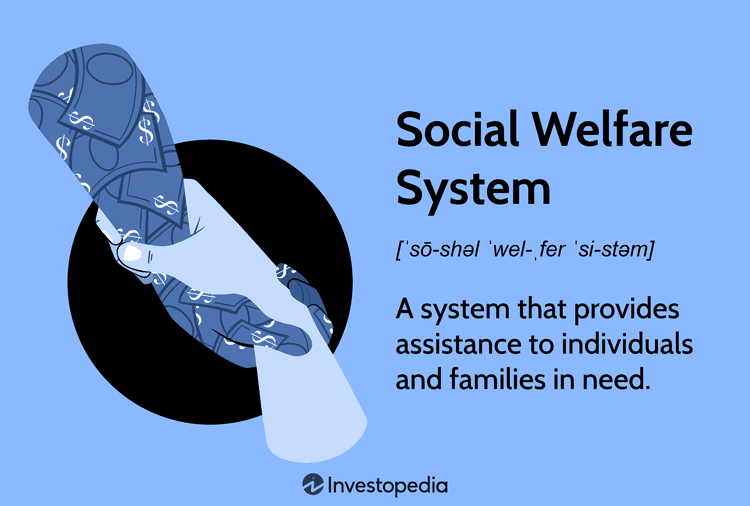 Social Welfare
System
[ˈsō-shəl ˈwel-ˌfer ˈsi-stəm]
A system that provides
assistance to individuals
and families in need.
Investopedia